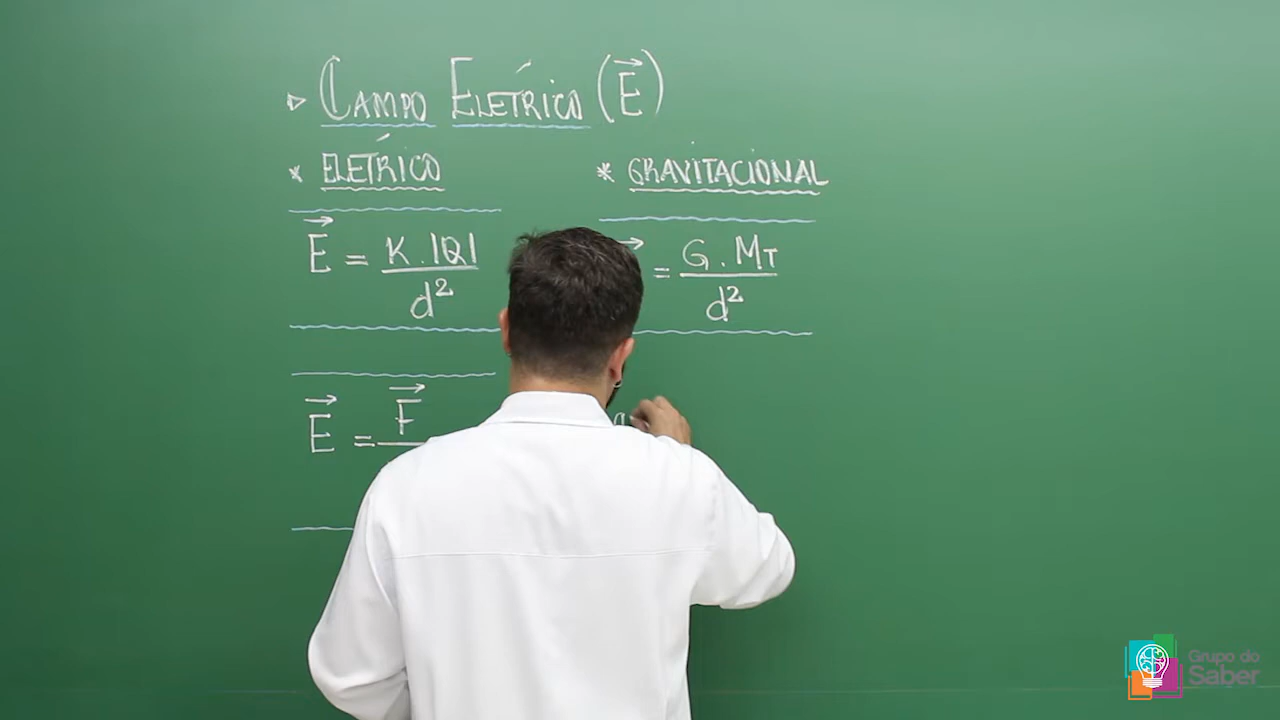 ▷ CAMPO ELÉTRICO (E⃗)
* ELÉTRICO
* GRAVITACIONAL
E⃗ = K . |Q| / d²
= G . MT / d²
E⃗ = F⃗
Grupo do
Saber